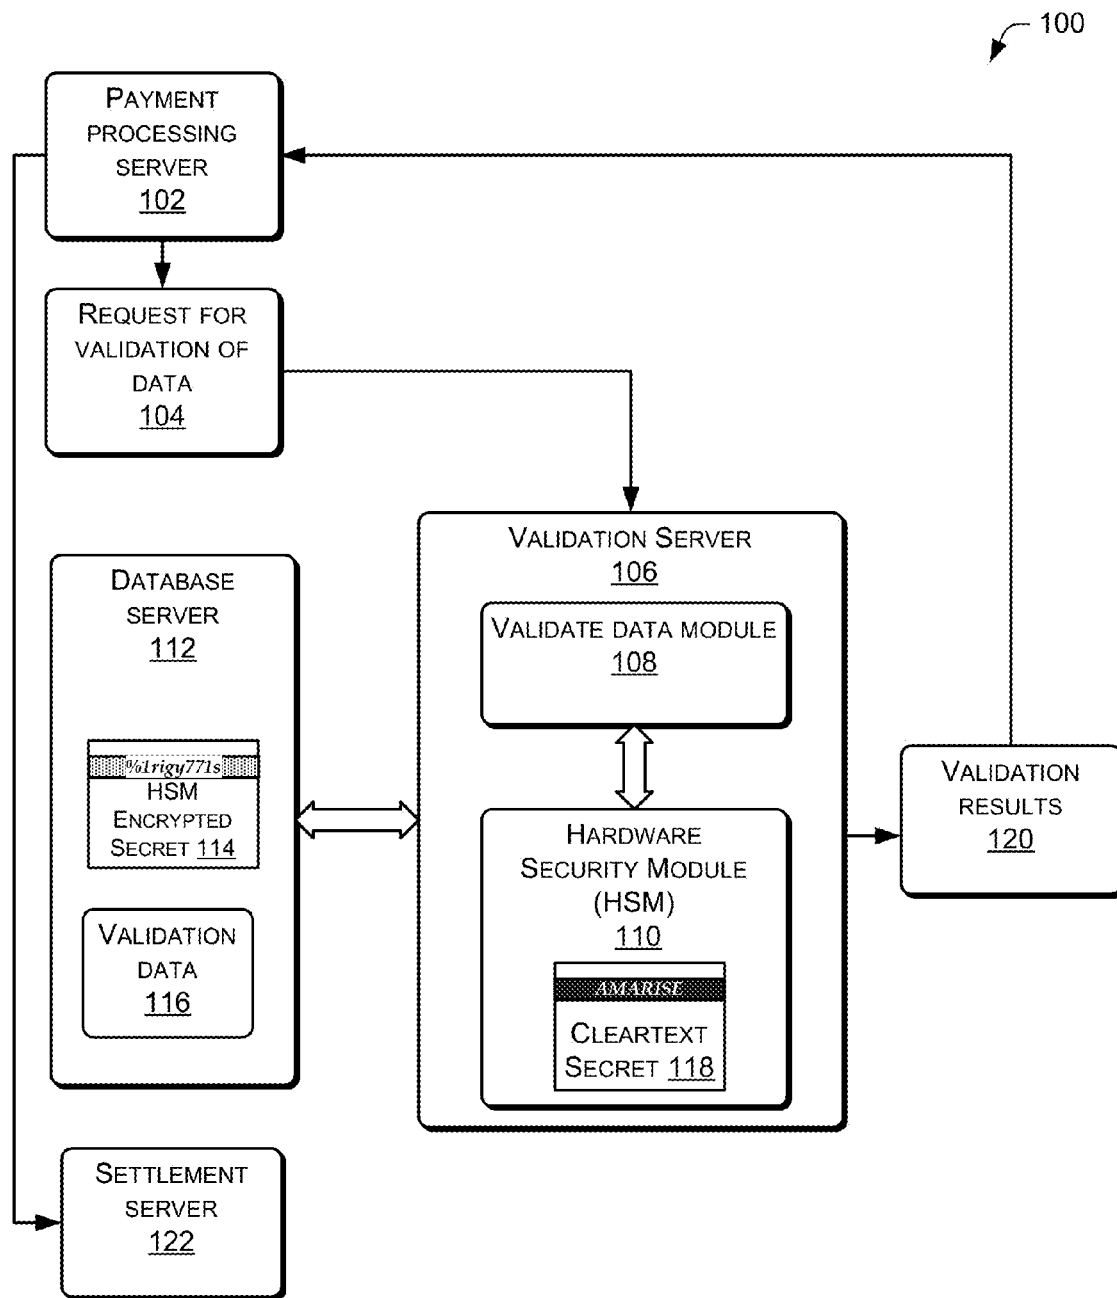 100
PAYMENT
PROCESSING
SERVER
102
REQUEST FOR
VALIDATION OF
DATA
104
VALIDATION SERVER
106
VALIDATE DATA MODULE
108
DATABASE
SERVER
112
%1rigy771s
HSM
ENCRYPTED
SECRET 114
VALIDATION
DATA
116
HARDWARE
SECURITY MODULE
(HSM)
110
AMARISE
CLEARTEXT
SECRET 118
VALIDATION
RESULTS
120
SETTLEMENT
SERVER
122